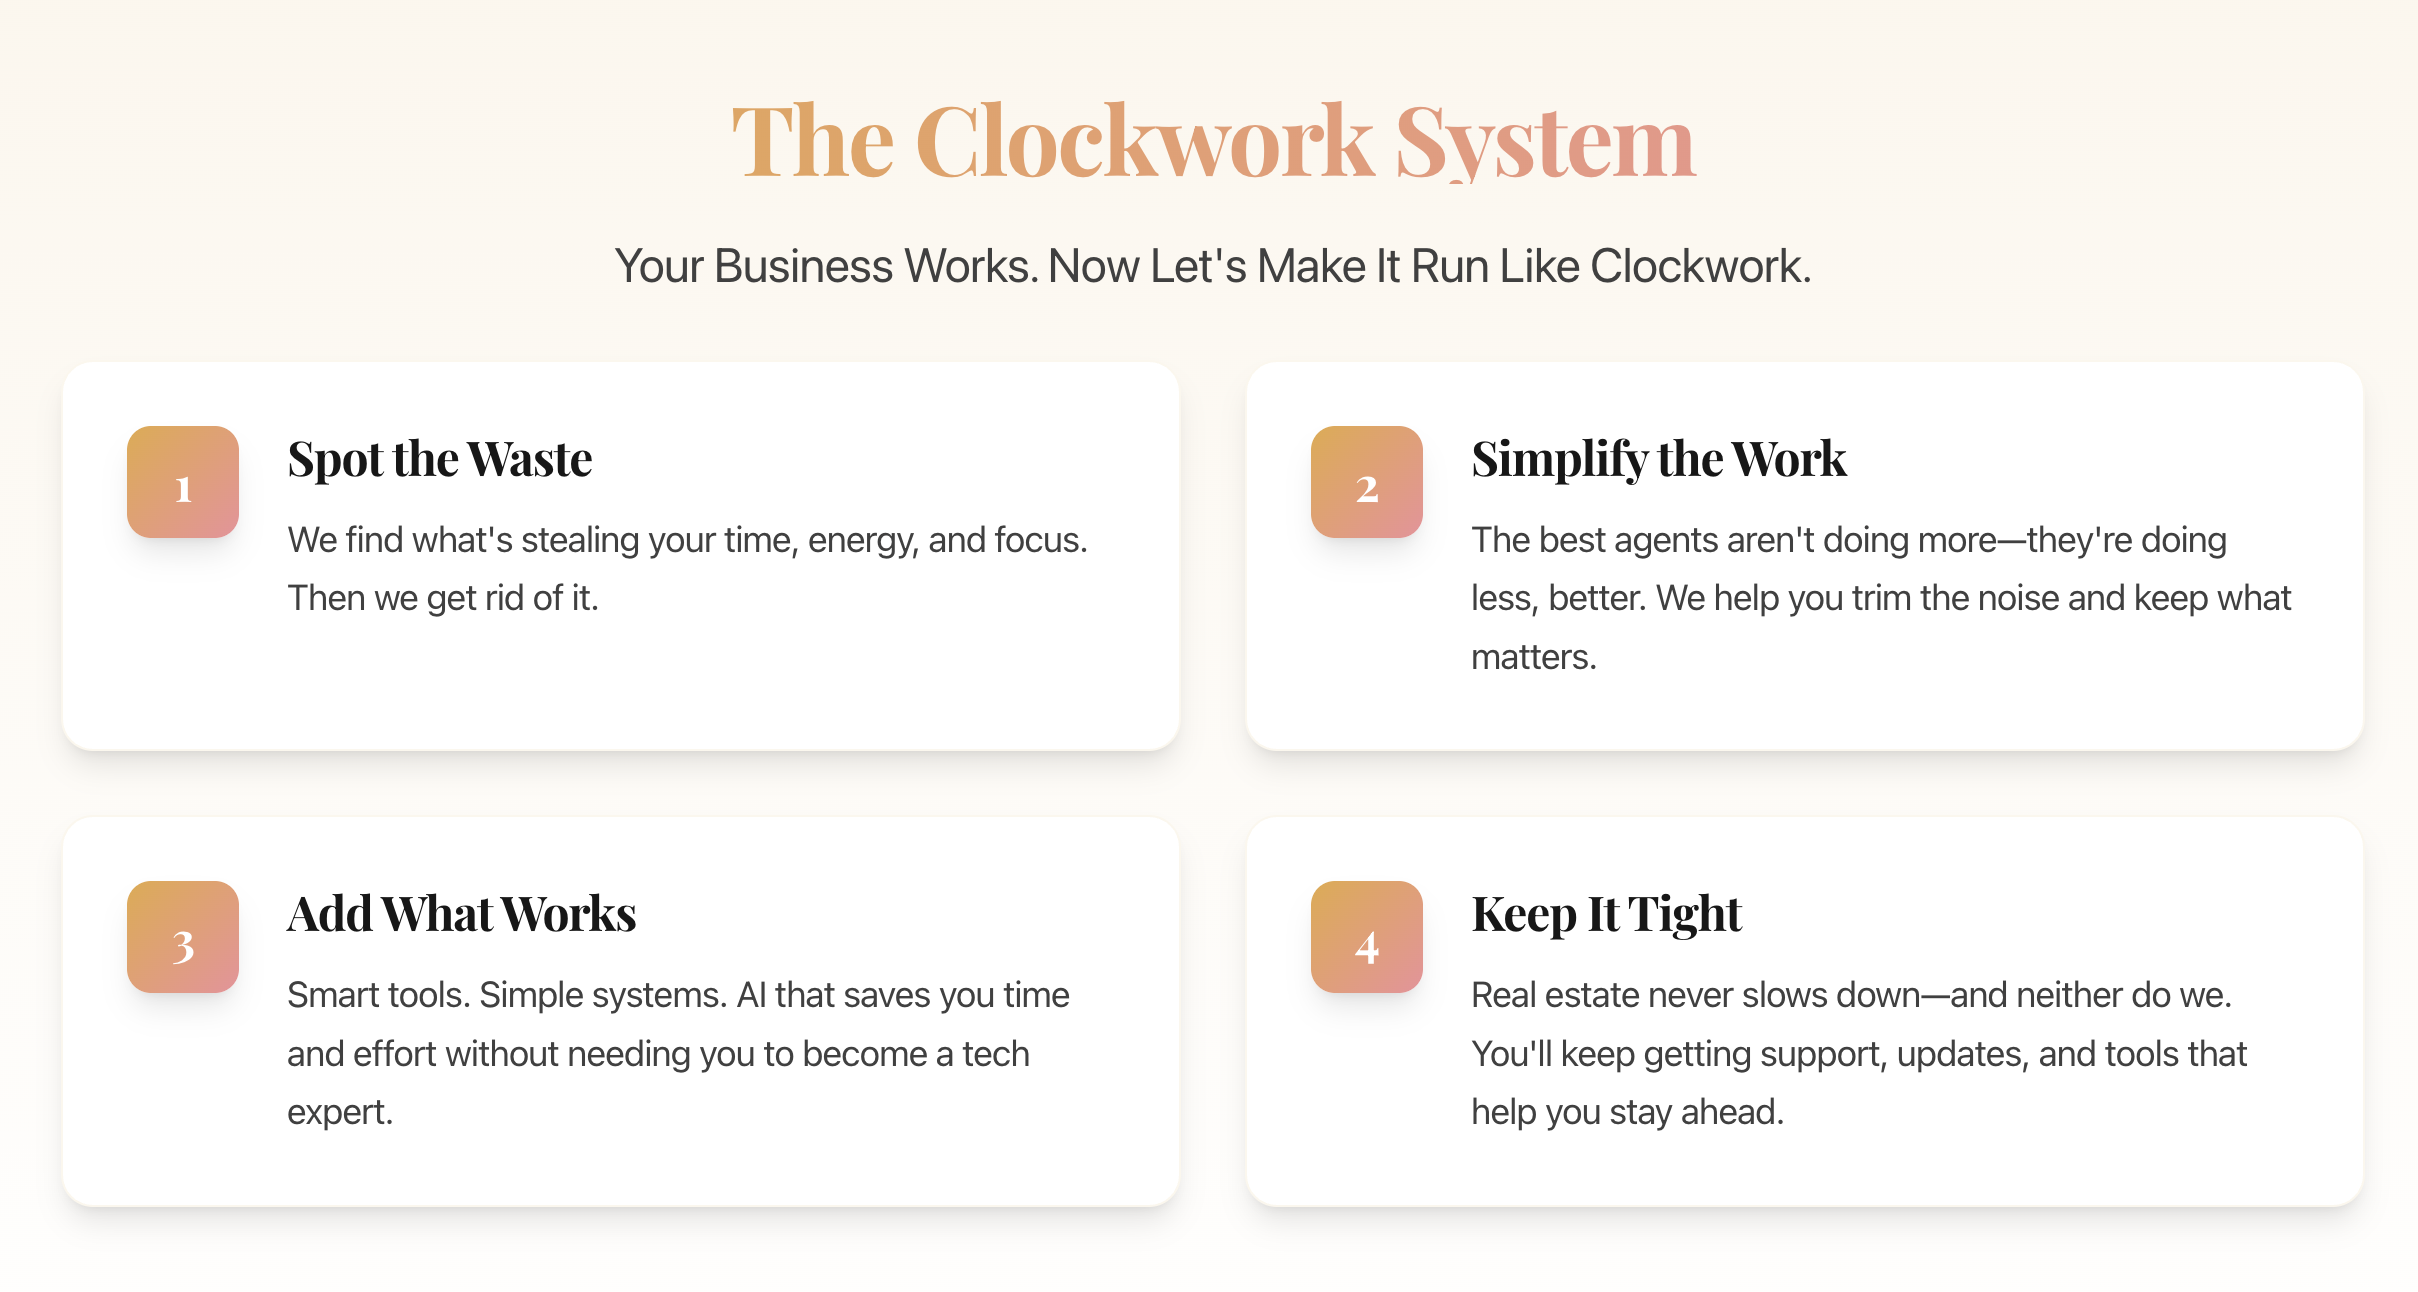 The Clockwork System
Your Business Works. Now Let's Make It Run Like Clockwork.
1
Spot the Waste
We find what's stealing your time, energy, and focus.
Then we get rid of it.
2
Simplify the Work
The best agents aren't doing more—they're doing
less, better. We help you trim the noise and keep what
matters.
3
Add What Works
Smart tools. Simple systems. AI that saves you time
and effort without needing you to become a tech
expert.
4
Keep It Tight
Real estate never slows down—and neither do we.
You'll keep getting support, updates, and tools that
help you stay ahead.